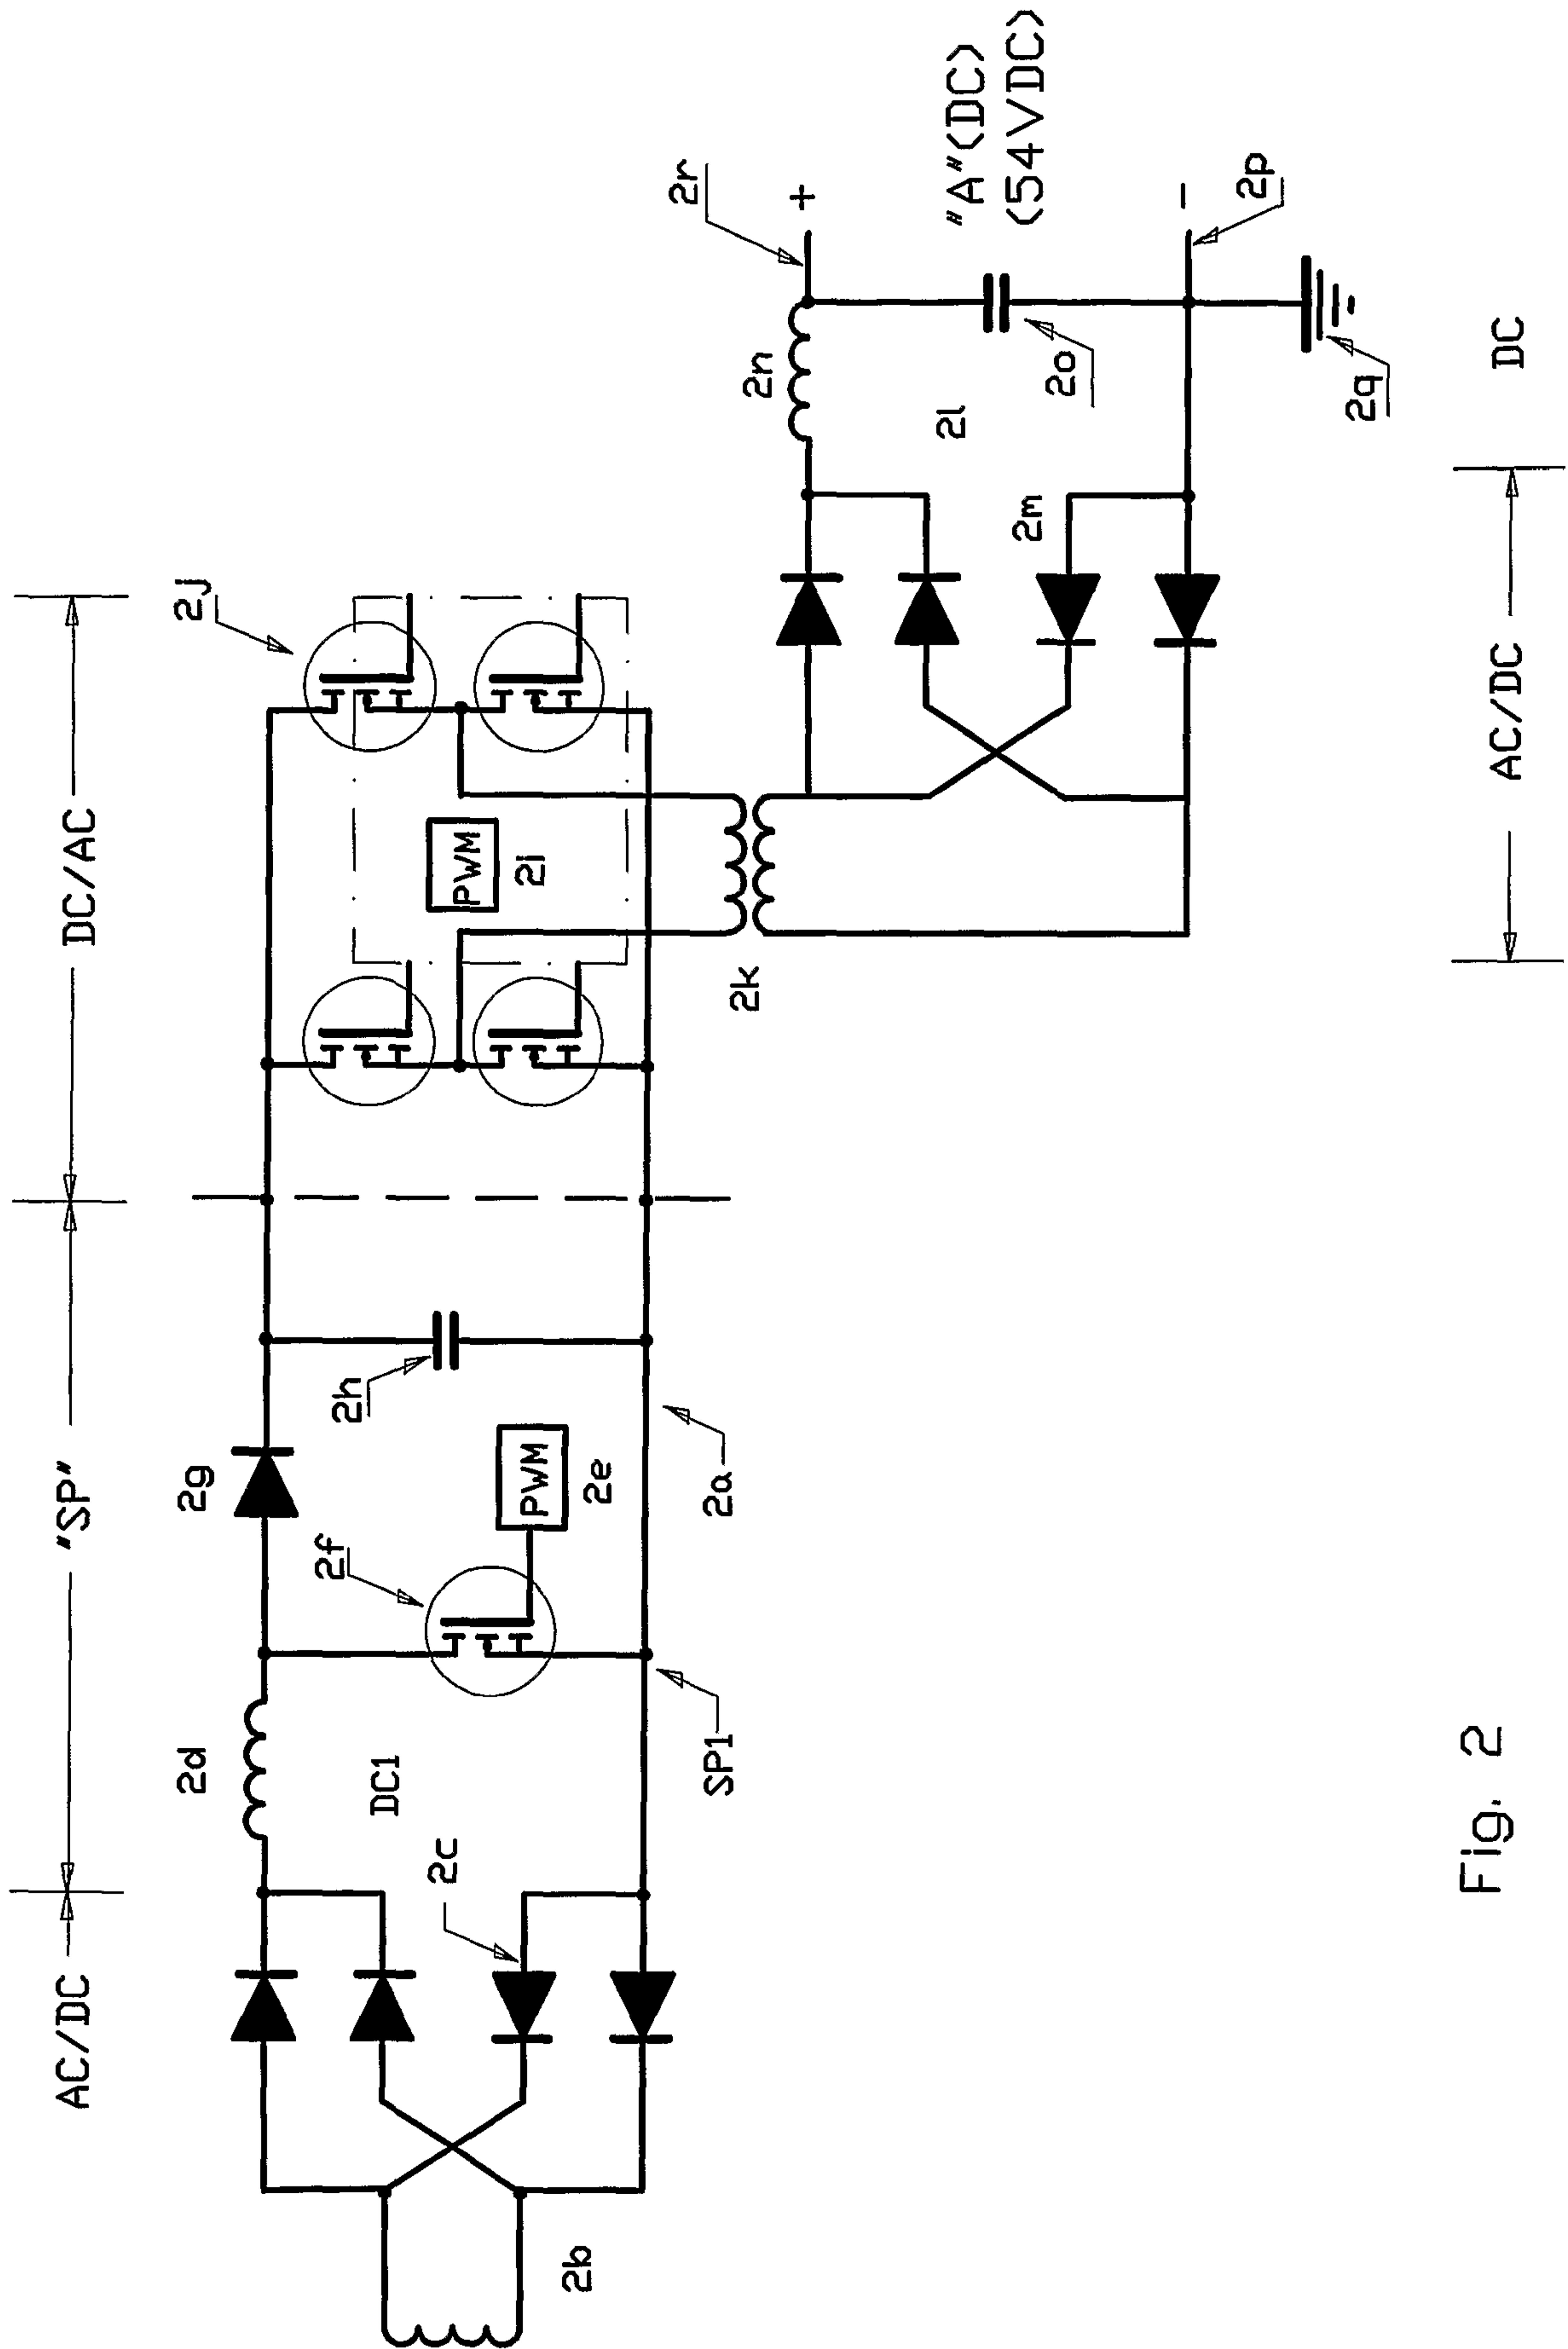 AC/DC "SP" DC/AC
2d 2g 2j
2f 2h
DC1
2c
PWM
2i
PWM
2b 2e
2r
SP1 2a 2k 2n
+
2l
"A"(DC)
(54VDC)
2m 2o
-
2p
2q
Fig. 2 AC/DC DC